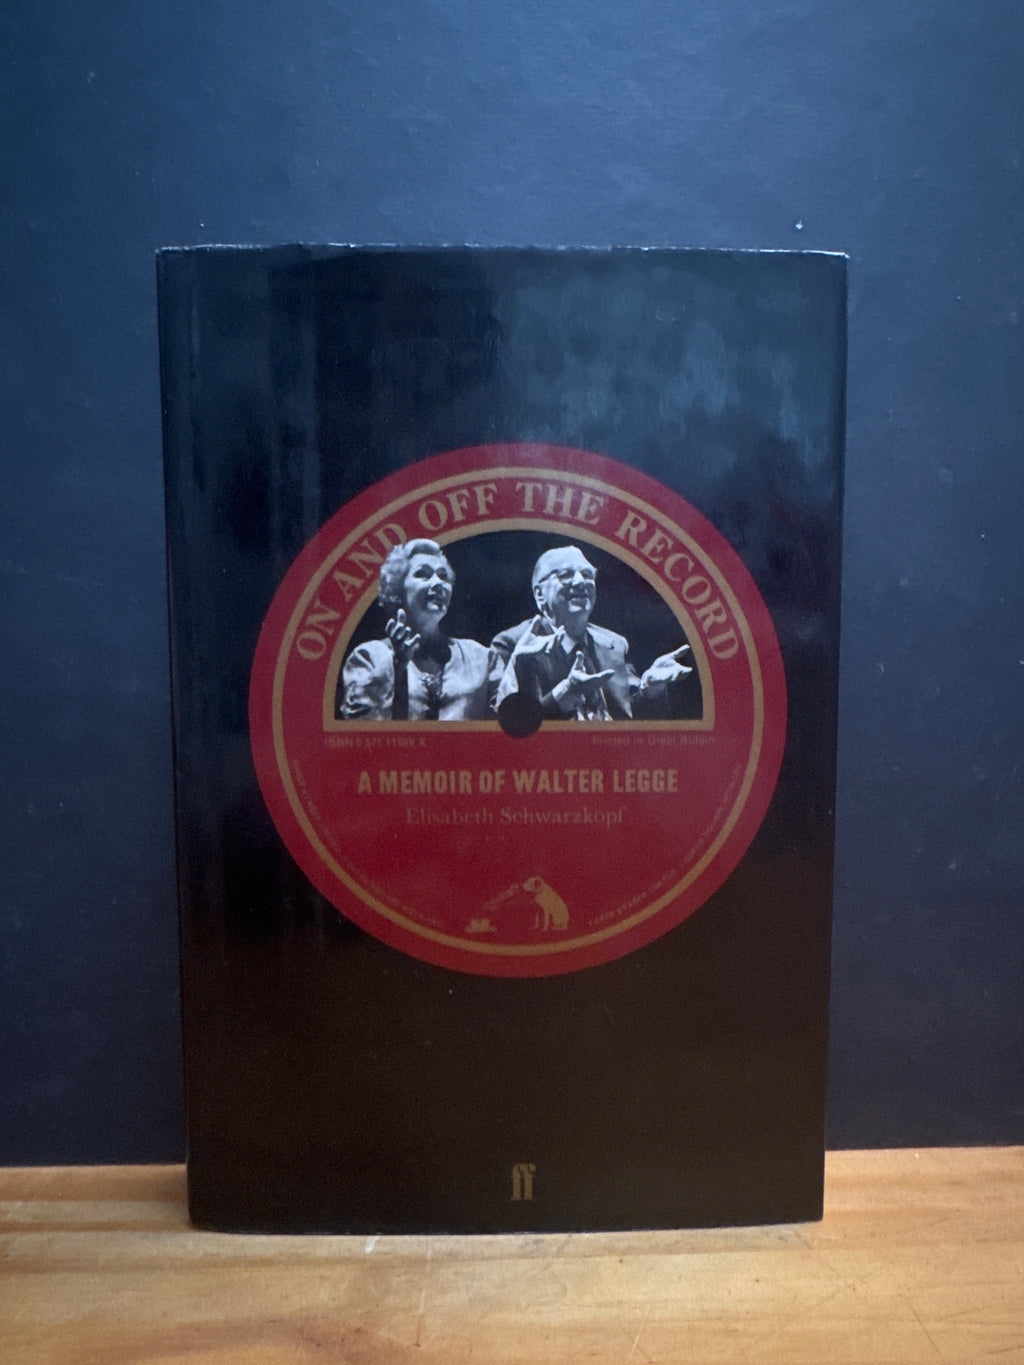 ON AND OFF THE RECORD
Printed in Great Britain
A MEMOIR OF WALTER LEGGE
Elisabeth Schwarzkopf
ff